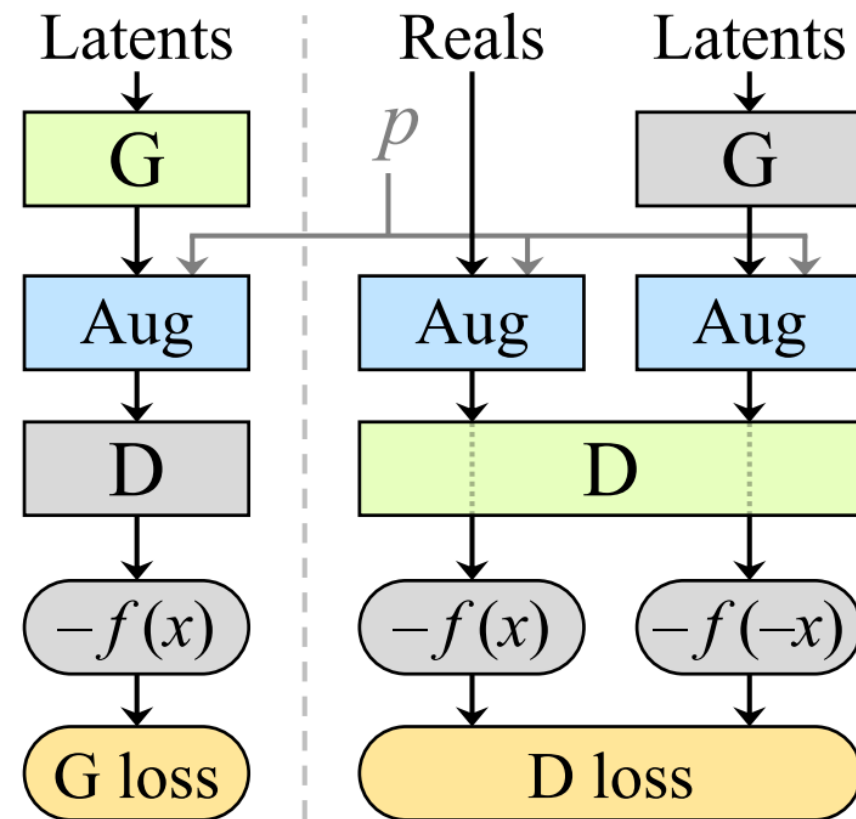 Latents Reals Latents
p
G G
Aug Aug Aug
D D
–f(x) –f(x) –f(–x)
G loss D loss